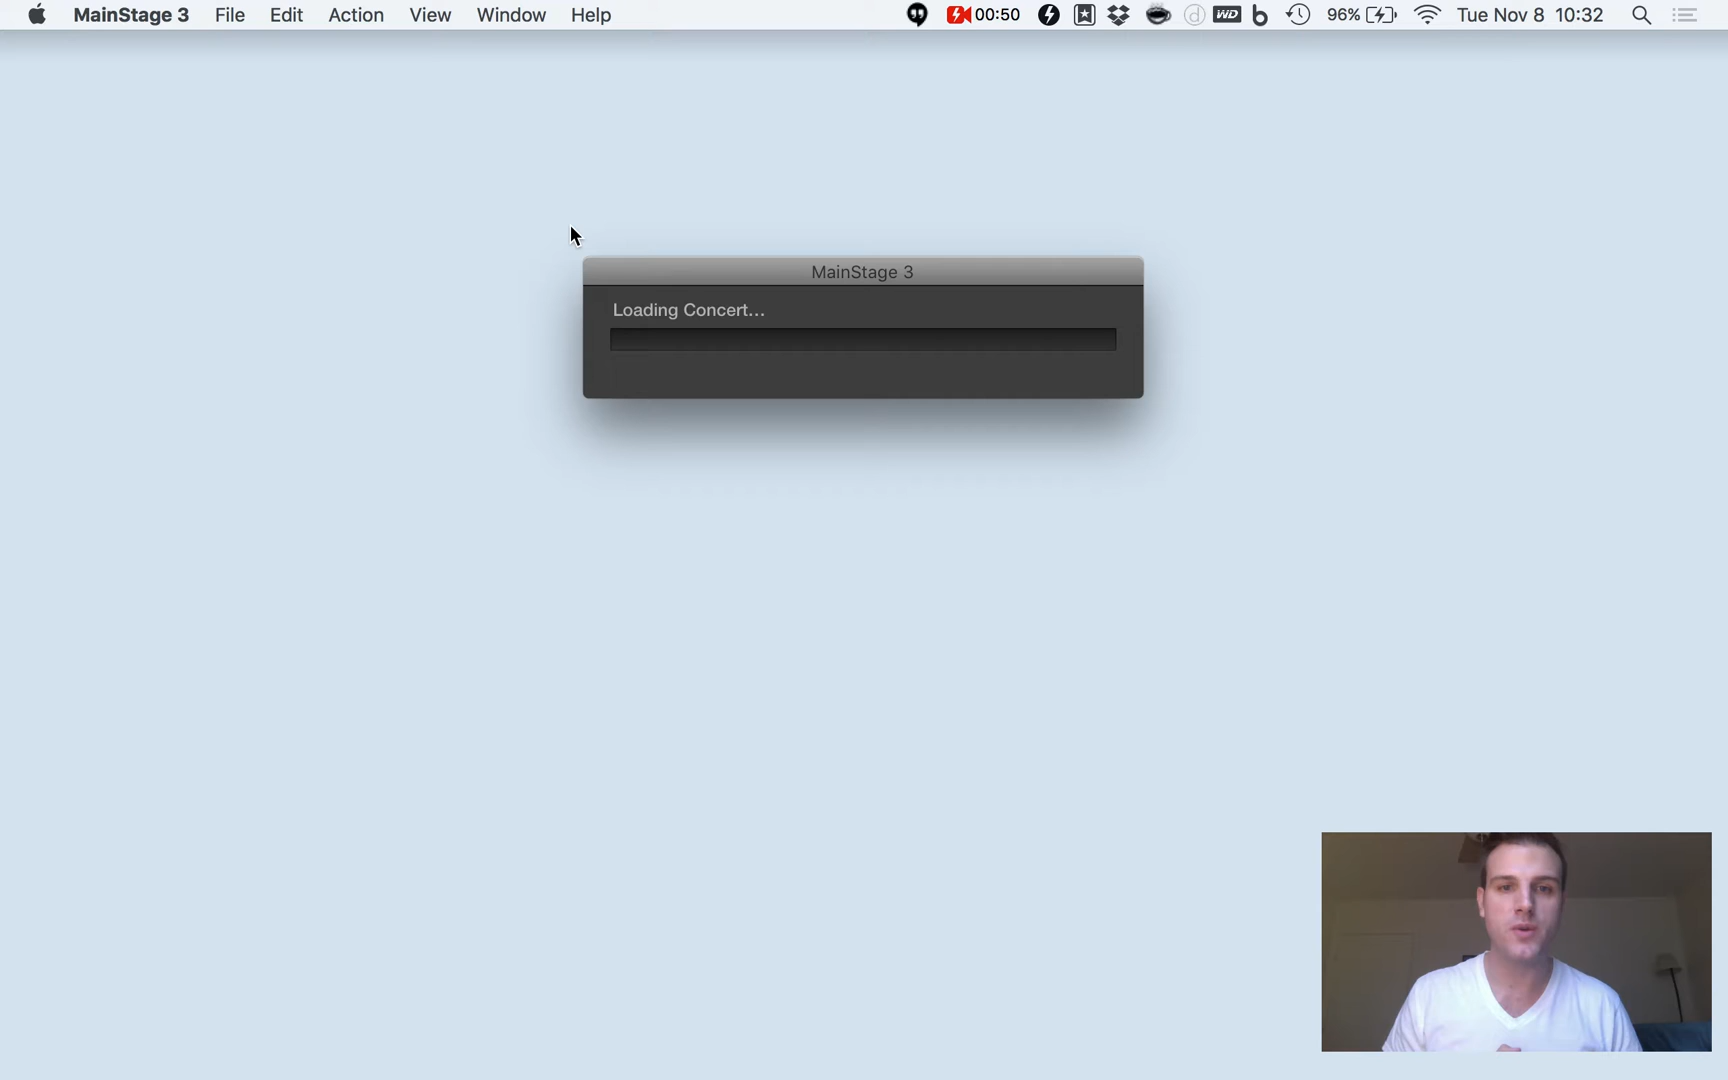 MainStage 3 File Edit Action View Window Help 00:50 d WD b 96% Tue Nov 8 10:32
MainStage 3
Loading Concert...